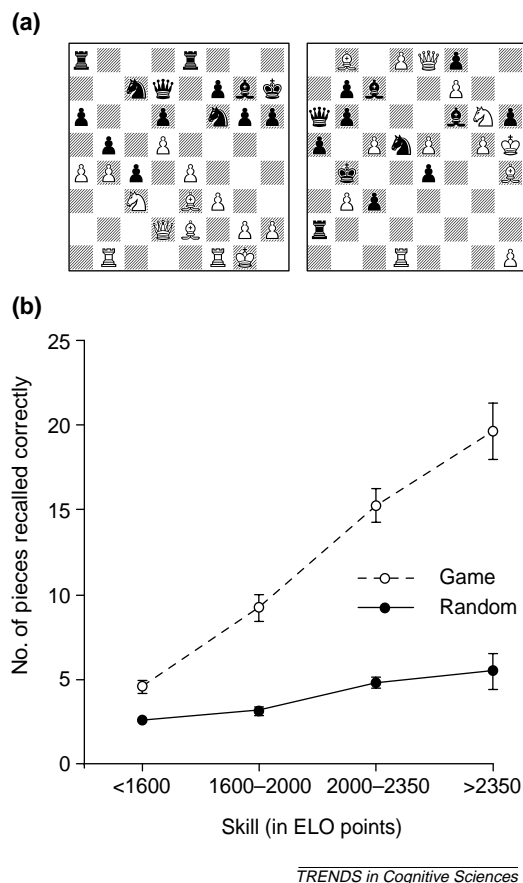 (a)
(b)
25
20
15
10
5
0
No. of pieces recalled correctly
Game
Random
<1600 1600–2000 2000–2350 >2350
Skill (in ELO points)
TRENDS in Cognitive Sciences